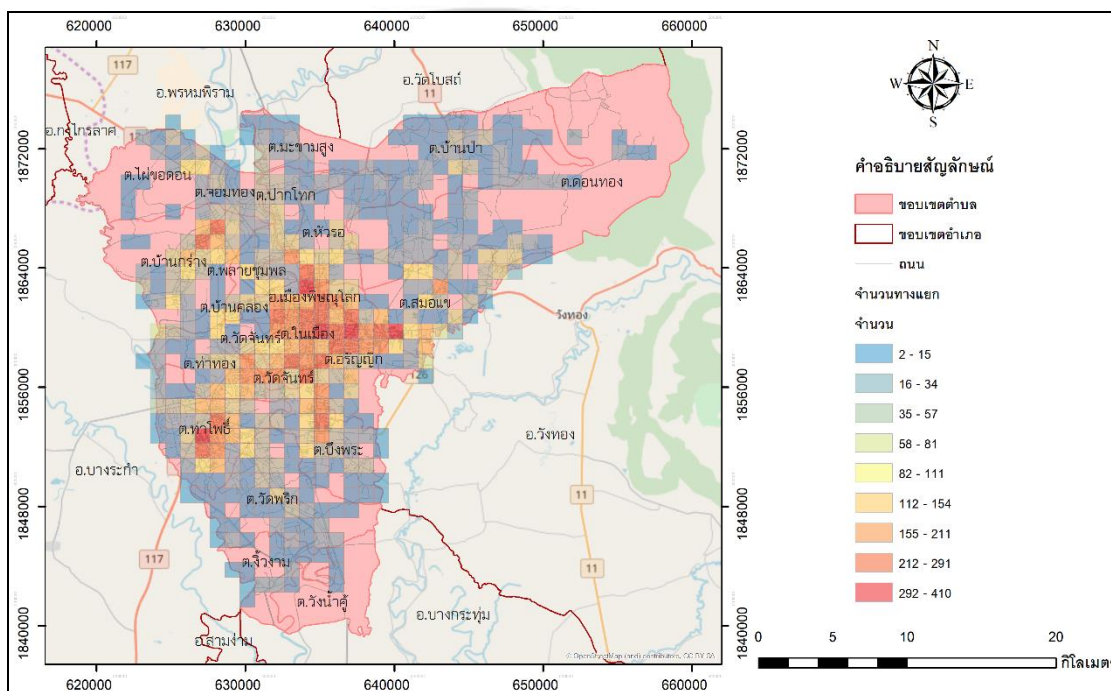 620000 630000 640000 650000 660000
117
อ.วัดโบสถ์
อ.พรหมพิราม
11
อ.กงไกรลาศ
N
W E
S
1872000
1872000
ต.มะขามสูง
ต.บ้านป่า
ต.ไผ่ขอดอน
ต.จอมทอง
ต.ปากโทก
ต.ดอนทอง
ต.หัวรอ
ต.บ้านกร่าง
ต.พลายชุมพล
1864000
1864000
อ.เมืองพิษณุโลก
ต.สมอแข
ต.บ้านคลอง
วังทอง
ต.วัดจันทร์
ต.ในเมือง
ต.ท่าทอง
ต.อรัญญิก
126
ต.วัดจันทร์
1856000
1856000
ต.ท่าโพธิ์
ต.บึงพระ
อ.วังทอง
อ.บางระกำ
11
ต.วัดพริก
1848000
1848000
117
ต.งิ้วงาม
11
ต.วังน้ำคู้
อ.บางกระทุ่ม
1840000
1840000
อ.สามง่าม
© OpenStreetMap (and) contributors, CC-BY-SA
620000 630000 640000 650000 660000
คำอธิบายสัญลักษณ์
ขอบเขตตำบล
ขอบเขตอำเภอ
ถนน
จำนวนทางแยก
จำนวน
2 - 15
16 - 34
35 - 57
58 - 81
82 - 111
112 - 154
155 - 211
212 - 291
292 - 410
0 5 10 20
กิโลเมตร